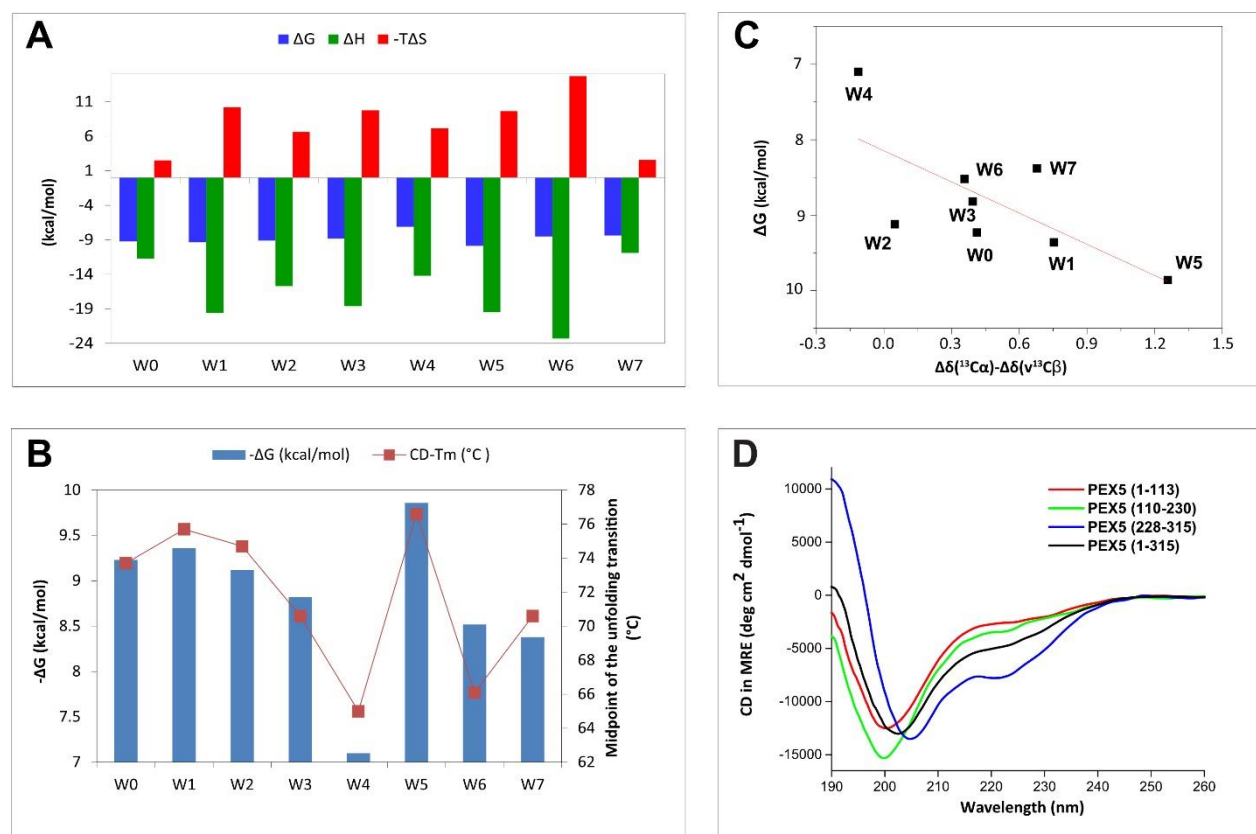 A
ΔG ΔH -TΔS
(kcal/mol)
11
6
1
-4
-9
-14
-19
-24
W0 W1 W2 W3 W4 W5 W6 W7
C
ΔG (kcal/mol)
7
8
9
10
W4
W6
W7
W3
W2
W0
W1
W5
-0.3 0.0 0.3 0.6 0.9 1.2 1.5
Δδ(¹³Cα)-Δδ(v¹³Cβ)
B
-ΔG (kcal/mol) CD-Tm (°C )
-ΔG (kcal/mol)
10
9.5
9
8.5
8
7.5
7
78
76
74
72
70
68
66
64
62
Midpoint of the unfolding transition
(°C)
W0 W1 W2 W3 W4 W5 W6 W7
D
CD in MRE (deg cm² dmol⁻¹)
10000
5000
0
-5000
-10000
-15000
PEX5 (1-113)
PEX5 (110-230)
PEX5 (228-315)
PEX5 (1-315)
190 200 210 220 230 240 250 260
Wavelength (nm)